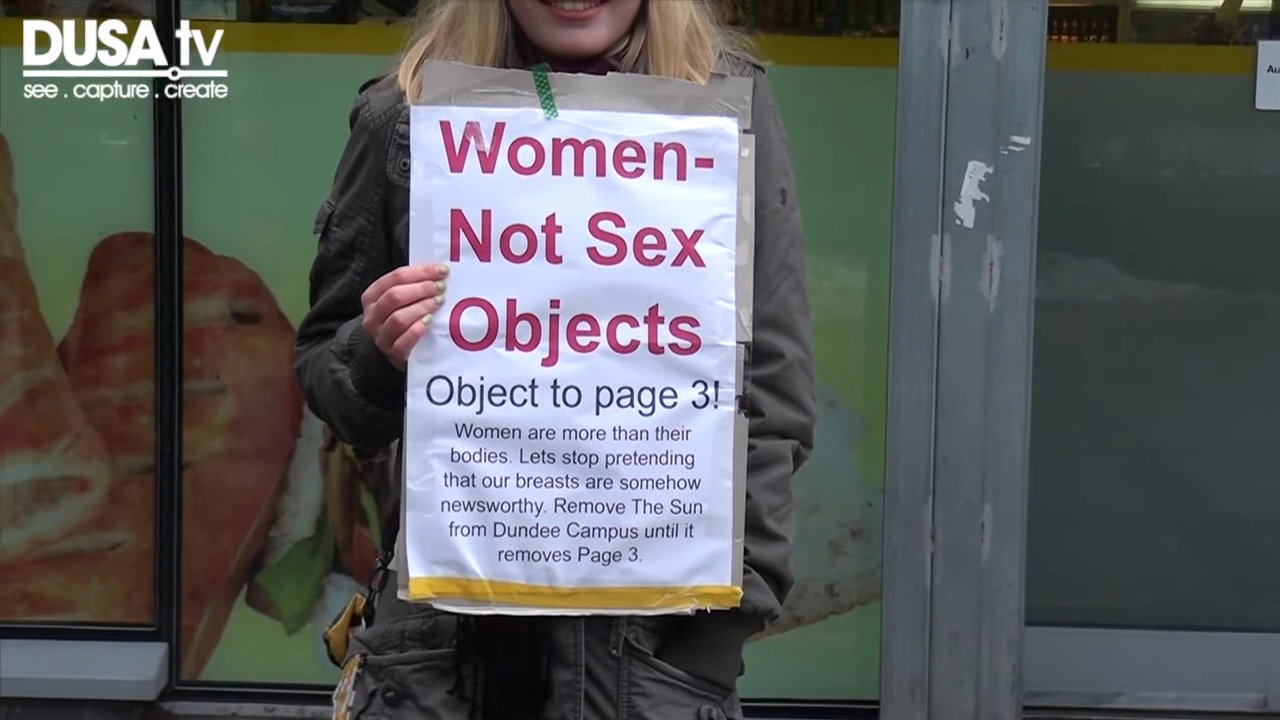 DUSA tv
see . capture . create
Au
Women-
Not Sex
Objects
Object to page 3!
Women are more than their
bodies. Lets stop pretending
that our breasts are somehow
newsworthy. Remove The Sun
from Dundee Campus until it
removes Page 3.